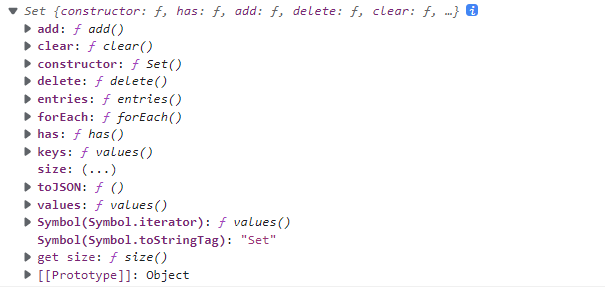 Set {constructor: ƒ, has: ƒ, add: ƒ, delete: ƒ, clear: ƒ, …} i
add: ƒ add()
clear: ƒ clear()
constructor: ƒ Set()
delete: ƒ delete()
entries: ƒ entries()
forEach: ƒ forEach()
has: ƒ has()
keys: ƒ values()
size: (...)
toJSON: ƒ ()
values: ƒ values()
Symbol(Symbol.iterator): ƒ values()
Symbol(Symbol.toStringTag): "Set"
get size: ƒ size()
[[Prototype]]: Object